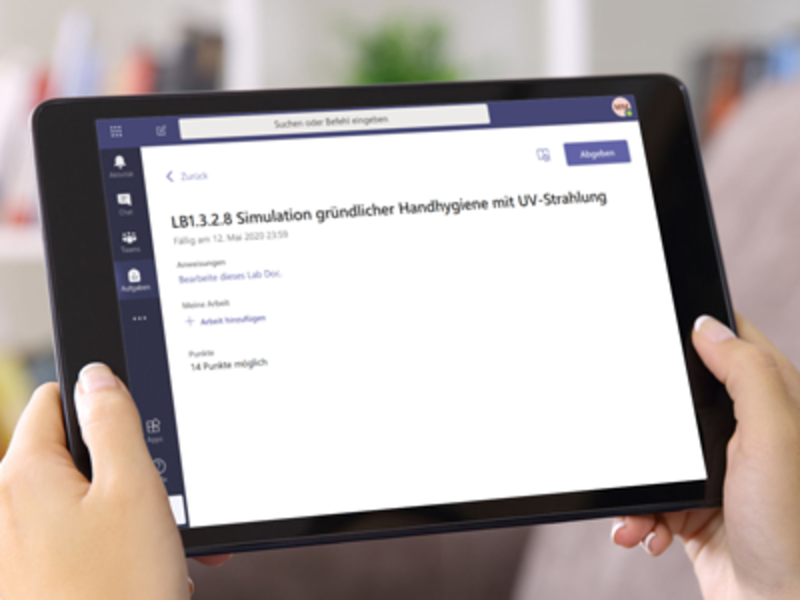 Suchen oder Befehl eingeben
Aktivität
Chat
Teams
Aufgaben
Apps
Zurück
Abgeben
LB1.3.2.8 Simulation gründlicher Handhygiene mit UV-Strahlung
Fällig am 12. Mai 2020 23:59
Anweisungen
Bearbeite dieses Lab Doc.
Meine Arbeit
Arbeit hinzufügen
Punkte
14 Punkte möglich